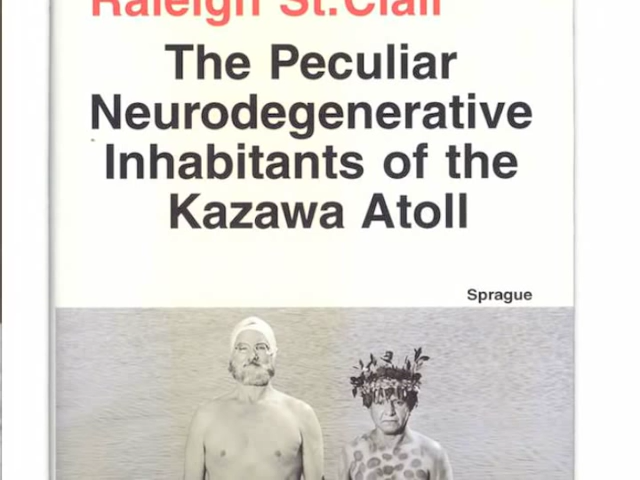 Raleigh St.Clair
The Peculiar
Neurodegenerative
Inhabitants of the
Kazawa Atoll
Sprague